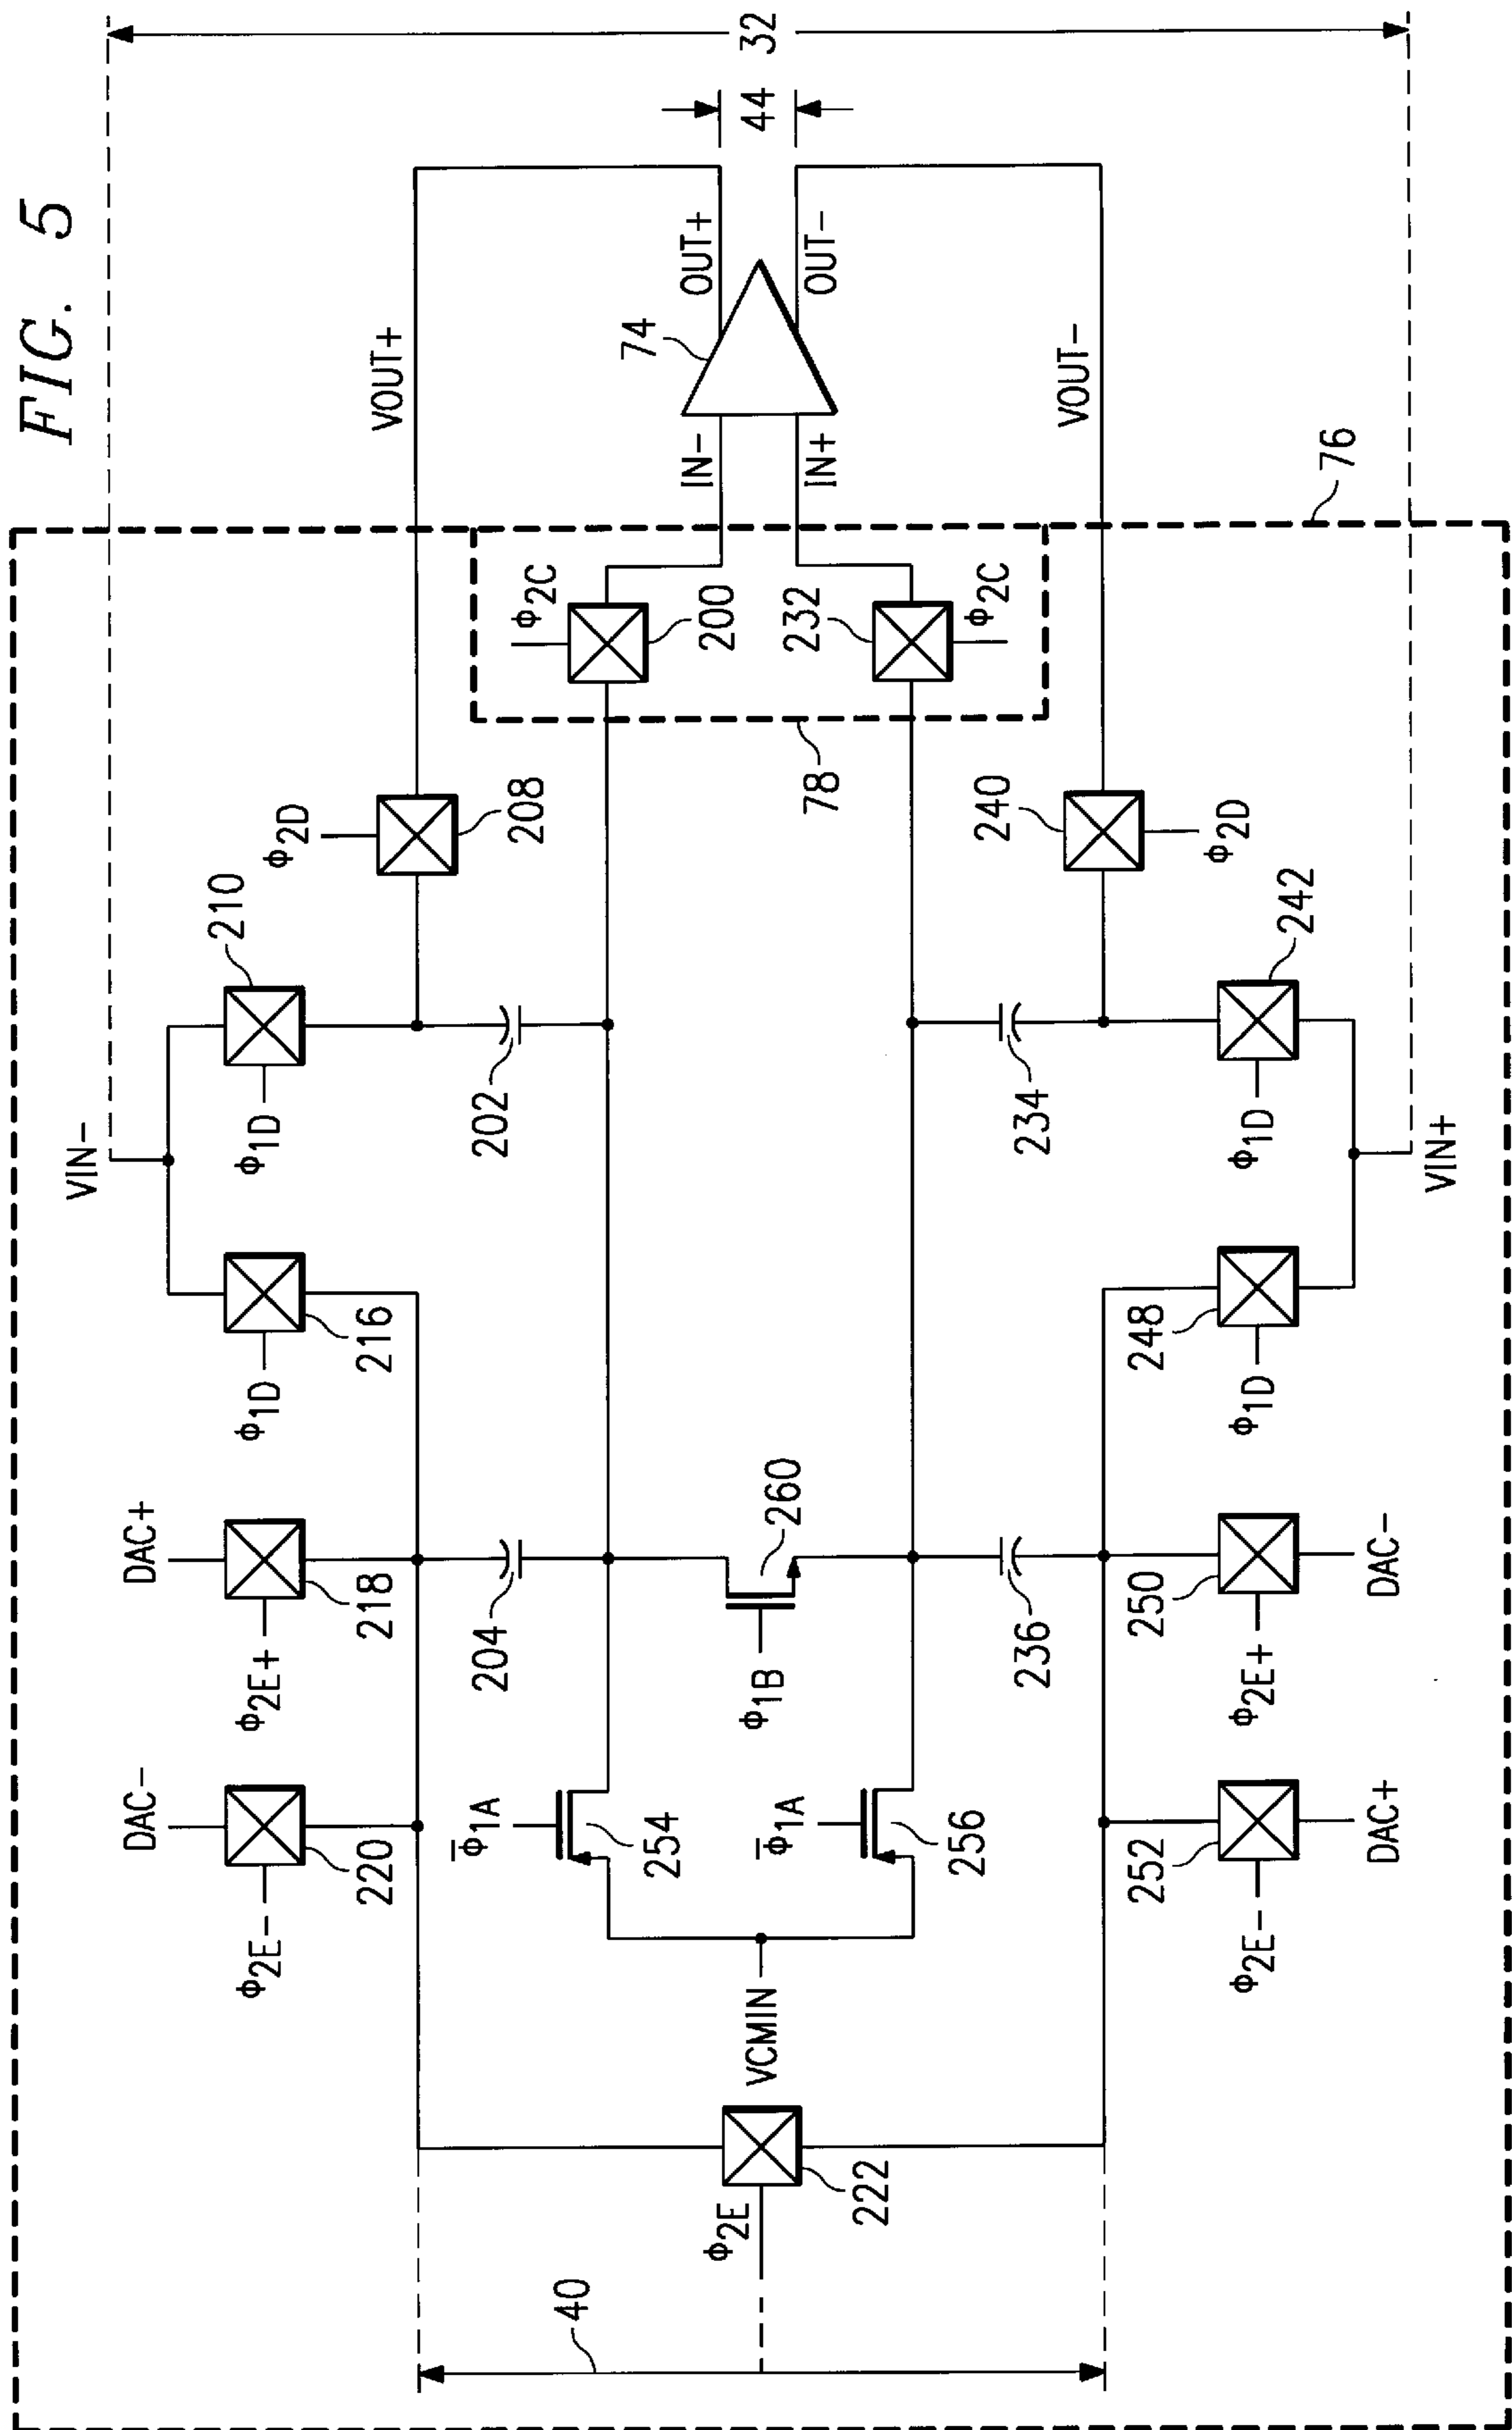 FIG. 5
32
44
VOUT+
OUT+
74
OUT-
VOUT-
IN-
IN+
76
Φ2C
200
232
Φ2C
78
Φ2D
208
240
Φ2D
210
242
VIN-
Φ1D
202
234
Φ1D
VIN+
Φ1D
216
248
Φ1D
DAC+
218
Φ2E+
204
260
Φ1B
236
250
Φ2E+
DAC-
DAC-
220
Φ2E-
Φ̅1A
254
Φ̅1A
256
252
Φ2E-
DAC+
VCMIN
222
Φ2E
40